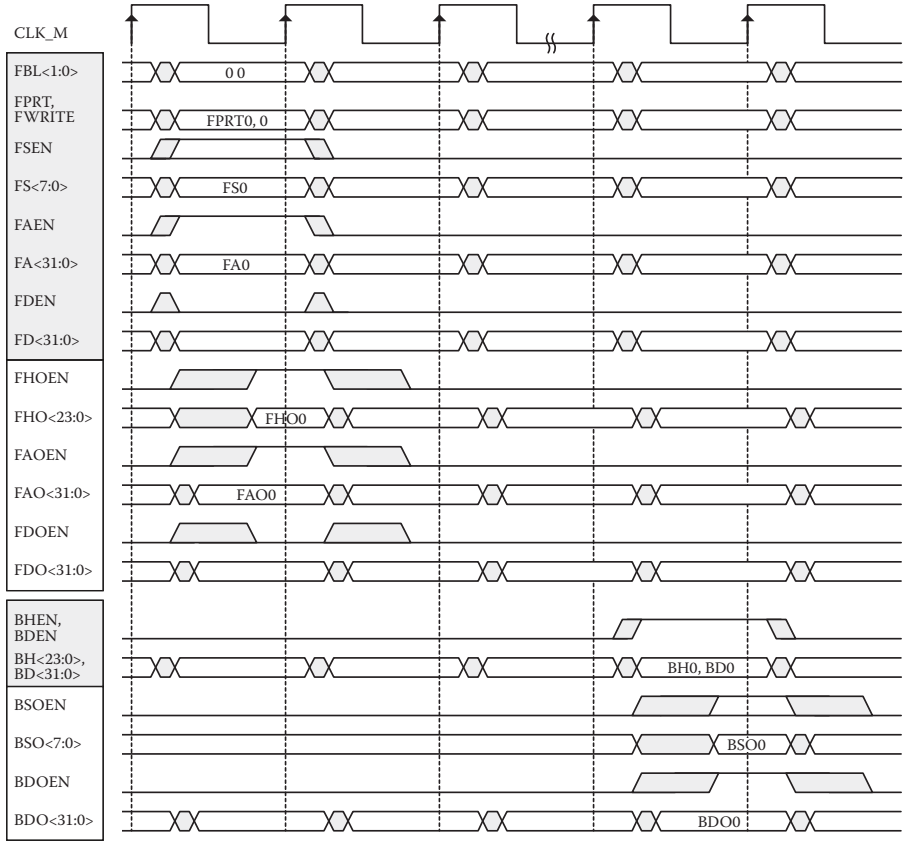 CLK_M
FBL<1:0>
0 0
FPRT,
FWRITE
FPRT0, 0
FSEN
FS<7:0>
FS0
FAEN
FA<31:0>
FA0
FDEN
FD<31:0>
FHOEN
FHO<23:0>
FHO0
FAOEN
FAO<31:0>
FAO0
FDOEN
FDO<31:0>
BHEN,
BDEN
BH<23:0>,
BD<31:0>
BH0, BD0
BSOEN
BSO<7:0>
BSO0
BDOEN
BDO<31:0>
BDO0